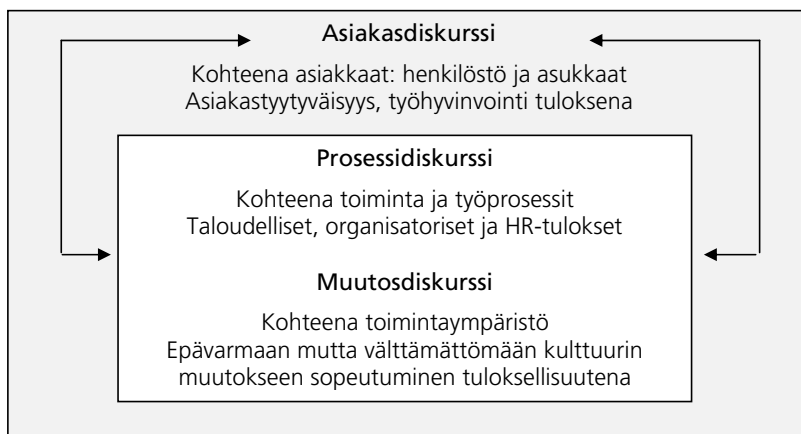 Asiakasdiskurssi
Kohteena asiakkaat: henkilöstö ja asukkaat
Asiakastyytyväisyys, työhyvinvointi tuloksena
Prosessidiskurssi
Kohteena toiminta ja työprosessit
Taloudelliset, organisatoriset ja HR-tulokset
Muutosdiskurssi
Kohteena toimintaympäristö
Epävarmaan mutta välttämättömään kulttuurin
muutokseen sopeutuminen tuloksellisuutena